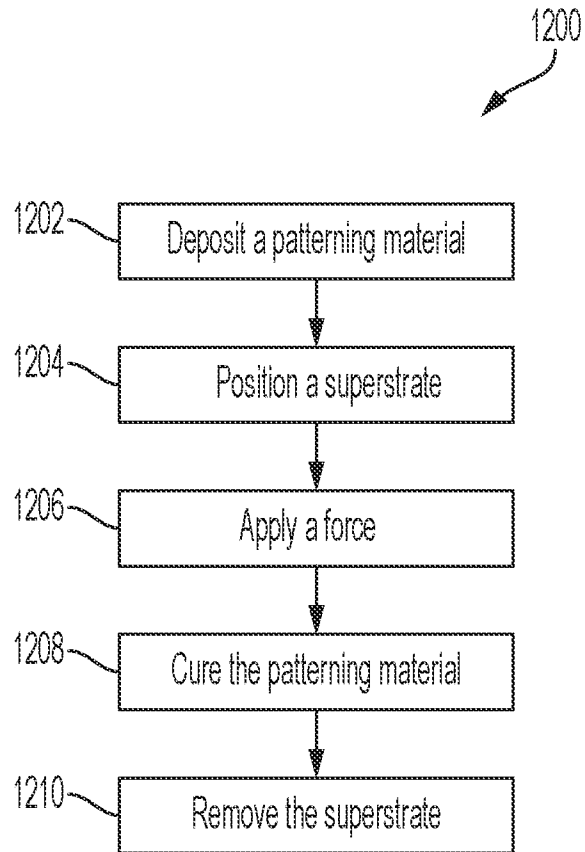 1200
1202
Deposit a patterning material
1204
Position a superstrate
1206
Apply a force
1208
Cure the patterning material
1210
Remove the superstrate